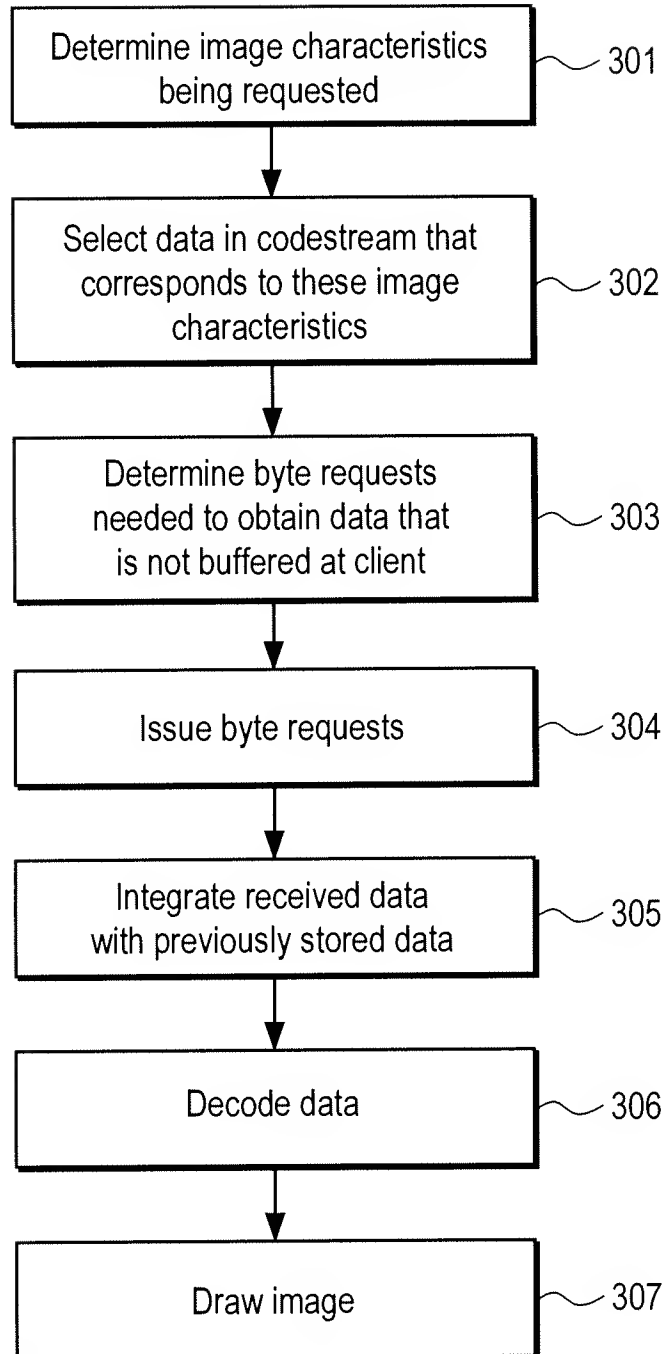 Determine image characteristics
being requested
301
Select data in codestream that
corresponds to these image
characteristics
302
Determine byte requests
needed to obtain data that
is not buffered at client
303
Issue byte requests
304
Integrate received data
with previously stored data
305
Decode data
306
Draw image
307